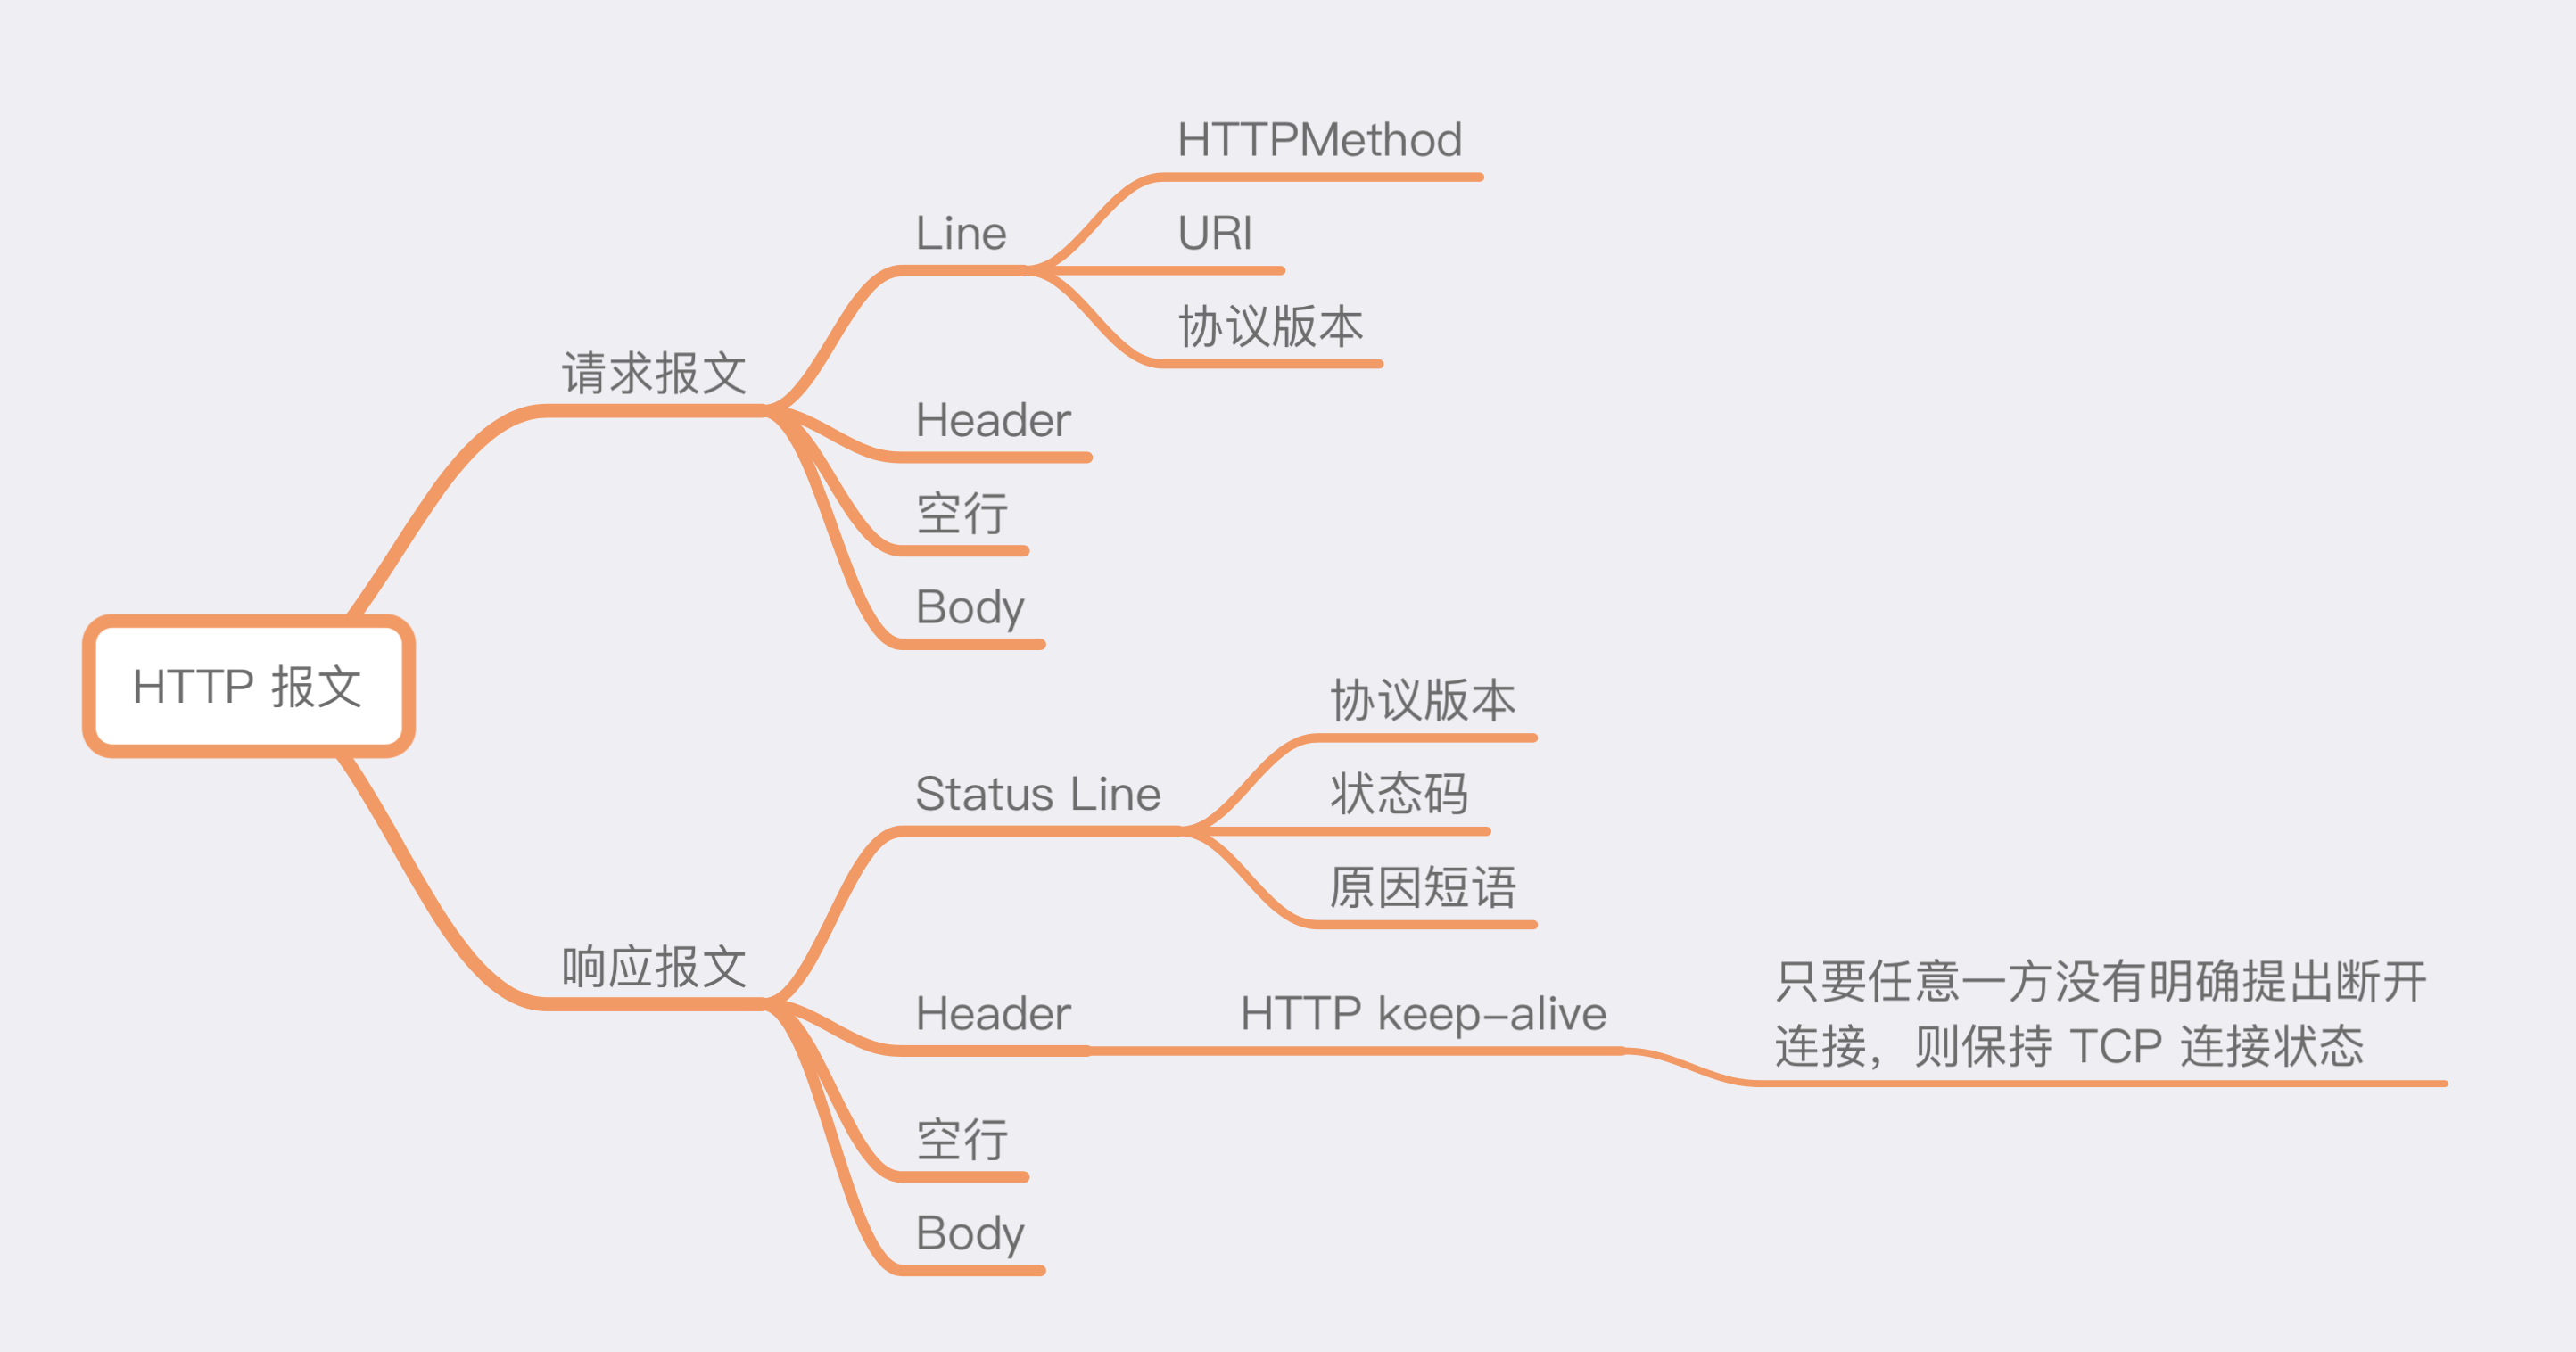 HTTP 报文
请求报文
Line
HTTPMethod
URI
协议版本
Header
空行
Body
响应报文
Status Line
协议版本
状态码
原因短语
Header
HTTP keep-alive
只要任意一方没有明确提出断开
连接，则保持 TCP 连接状态
空行
Body